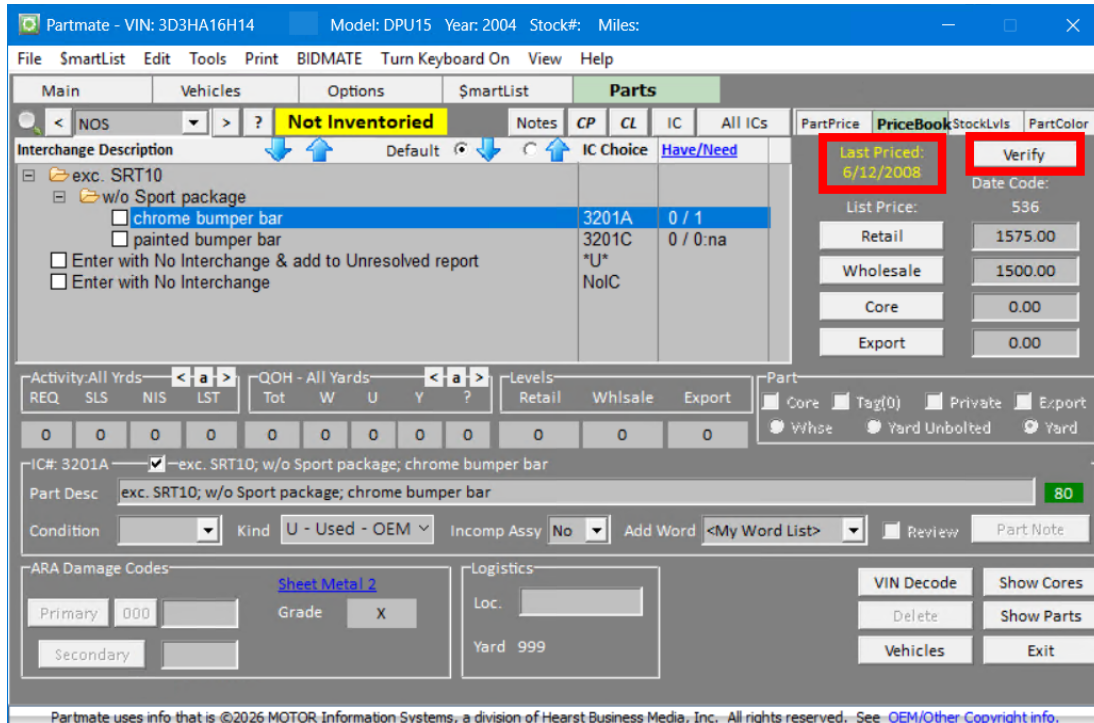 Partmate - VIN: 3D3HA16H14 Model: DPU15 Year: 2004 Stock#: Miles:
File $martList Edit Tools Print BIDMATE Turn Keyboard On View Help
Main Vehicles Options $martList Parts
< NOS > ? Not Inventoried Notes CP CL IC All ICs PartPrice PriceBook StockLvls PartColor
Interchange Description Default IC Choice Have/Need
Last Priced: Verify
6/12/2008
exc. SRT10
w/o Sport package
Date Code:
chrome bumper bar 3201A 0 / 1
List Price: 536
painted bumper bar 3201C 0 / 0:na
Retail 1575.00
Enter with No Interchange & add to Unresolved report *U*
Wholesale 1500.00
Enter with No Interchange NoIC
Core 0.00
Export 0.00
Activity:All Yrds < a > QOH - All Yards < a > Levels Part
REQ SLS NIS LST Tot W U Y ? Retail Whlsale Export Core Tag(0) Private Export
Whse Yard Unbolted Yard
0 0 0 0 0 0 0 0 0 0 0 0
IC#: 3201A exc. SRT10; w/o Sport package; chrome bumper bar
Part Desc exc. SRT10; w/o Sport package; chrome bumper bar 80
Condition Kind U - Used - OEM Incomp Assy No Add Word <My Word List> Review Part Note
ARA Damage Codes Logistics
Sheet Metal 2 VIN Decode Show Cores
Primary 000 Grade X Loc. Delete Show Parts
Secondary Yard 999 Vehicles Exit
Partmate uses info that is ©2026 MOTOR Information Systems, a division of Hearst Business Media, Inc. All rights reserved. See OEM/Other Copyright info.